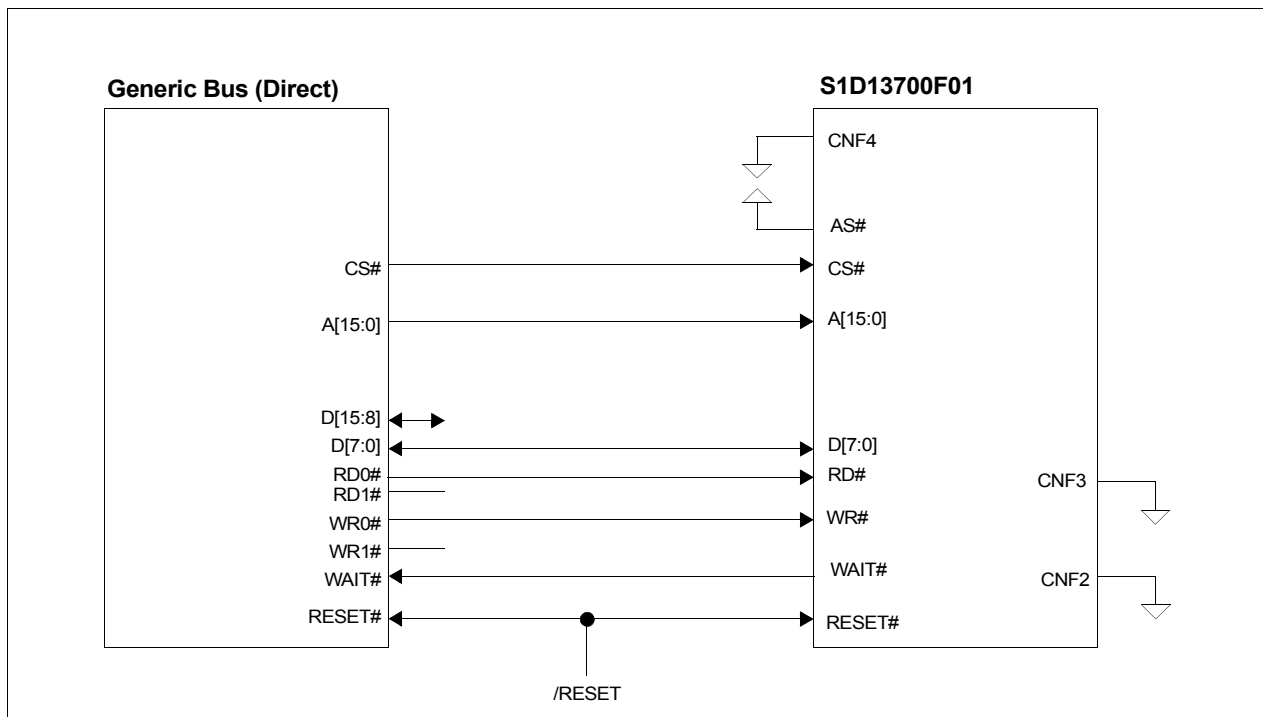 Generic Bus (Direct)
S1D13700F01
CNF4
AS#
CS#
CS#
A[15:0]
A[15:0]
D[15:8]
D[7:0]
D[7:0]
RD0#
RD#
RD1#
CNF3
WR0#
WR#
WR1#
WAIT#
WAIT#
CNF2
RESET#
RESET#
/RESET